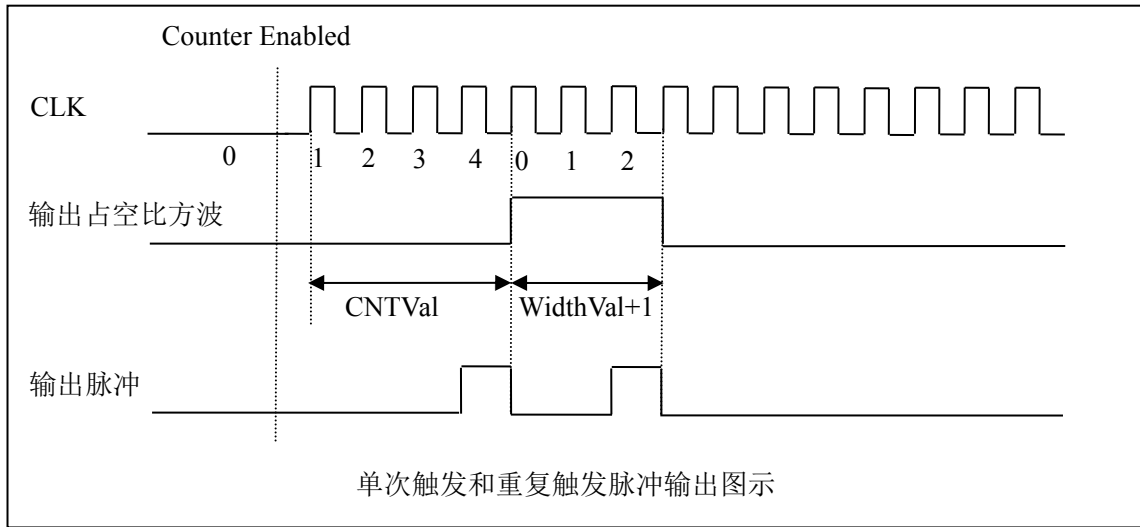 Counter Enabled
CLK
0 1 2 3 4 0 1 2
输出占空比方波
CNTVal WidthVal+1
输出脉冲
单次触发和重复触发脉冲输出图示